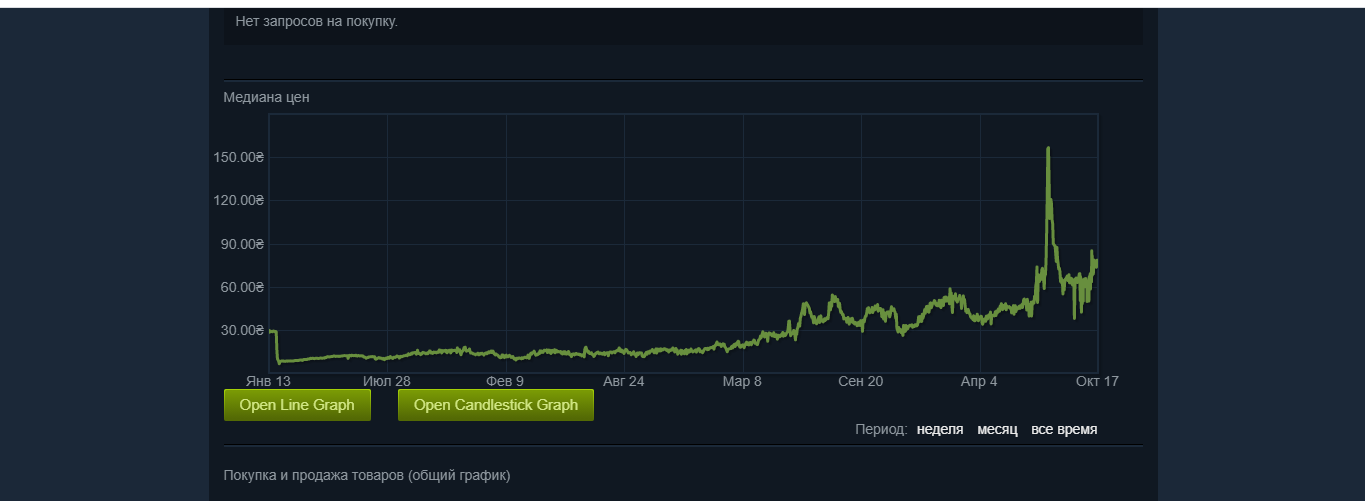 Нет запросов на покупку.
Медиана цен
150.00₴
120.00₴
90.00₴
60.00₴
30.00₴
Янв 13 Июл 28 Фев 9 Авг 24 Мар 8 Сен 20 Апр 4 Окт 17
Open Line Graph Open Candlestick Graph
Период: неделя месяц все время
Покупка и продажа товаров (общий график)